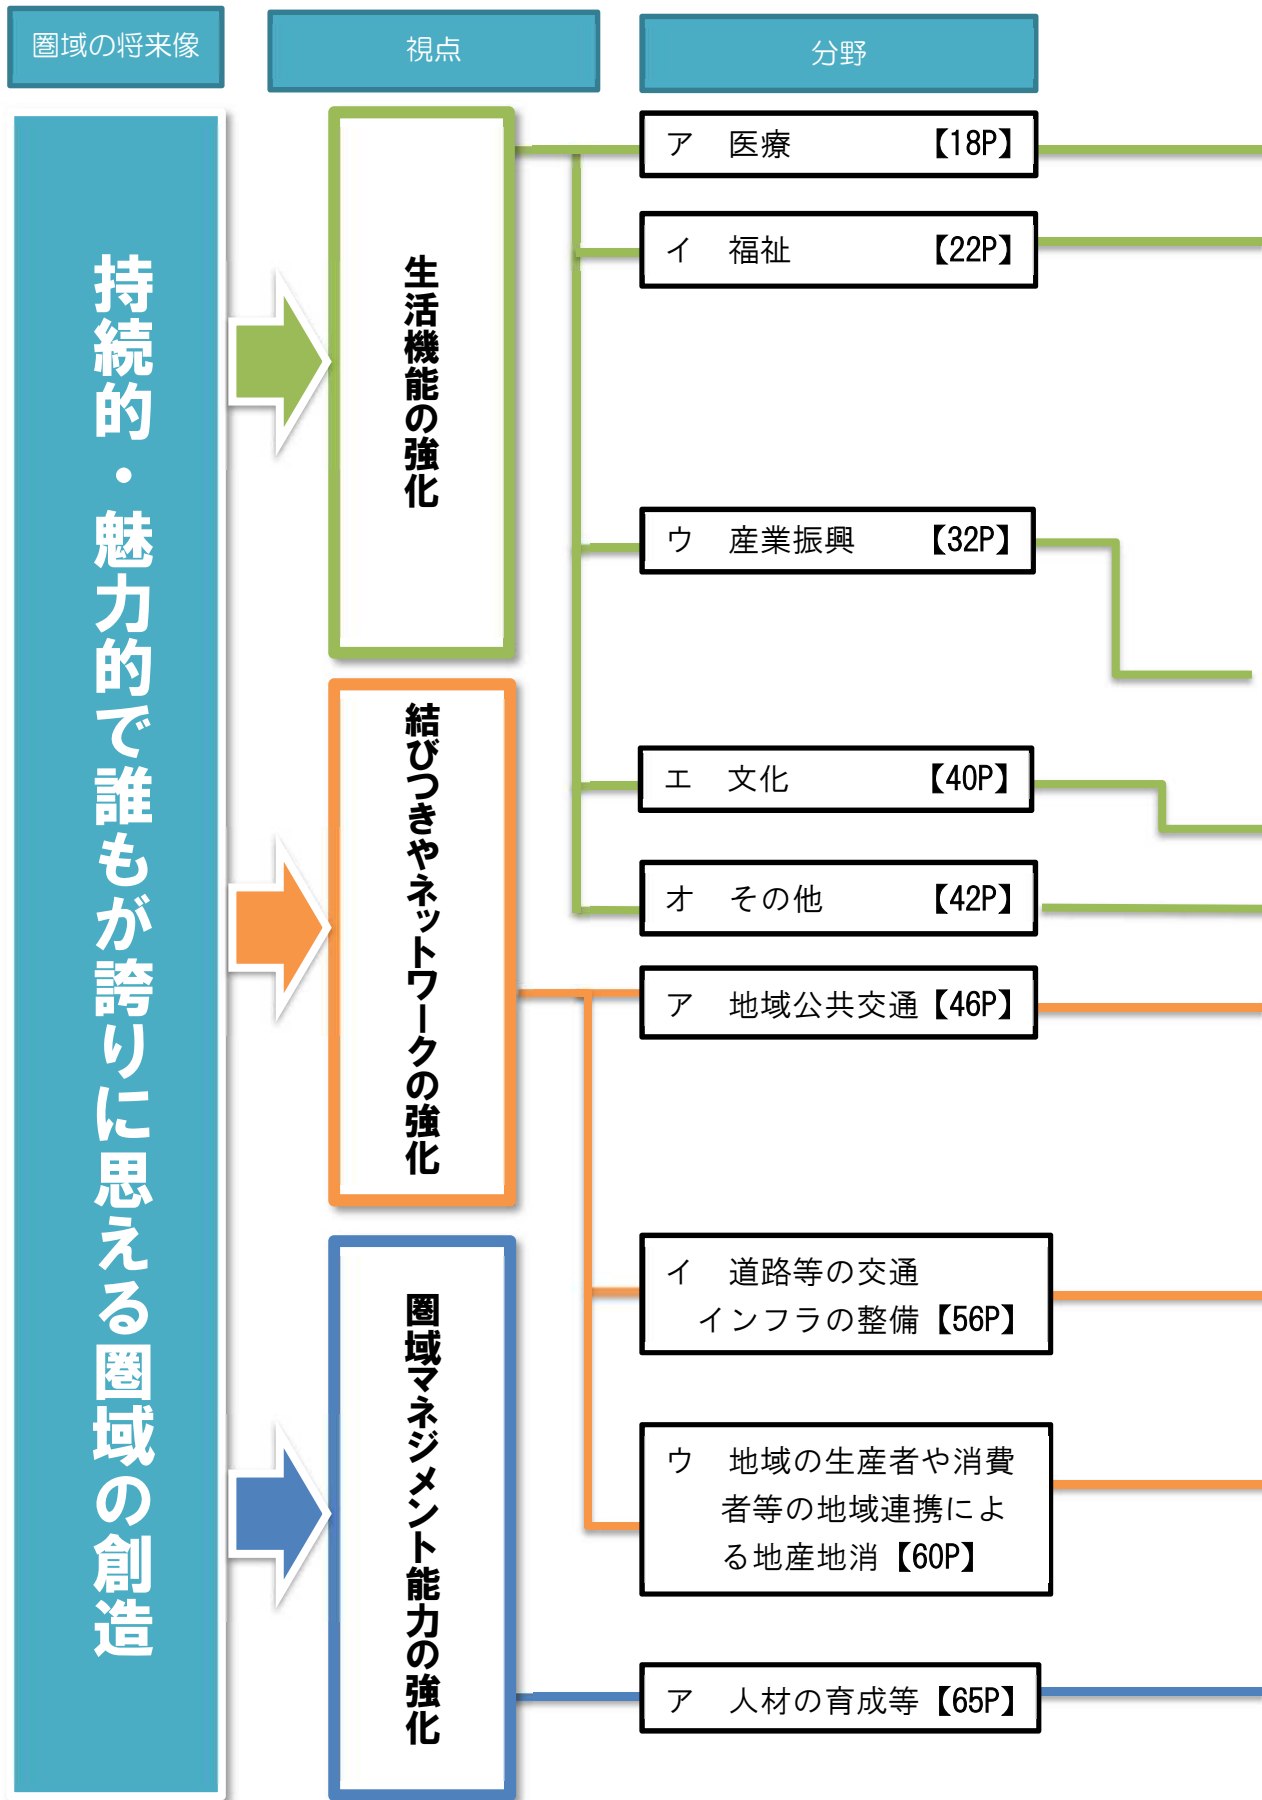 圏域の将来像
視点
分野
持続的・魅力的で誰もが誇りに思える圏域の創造
生活機能の強化
ア　医療　【18P】
イ　福祉　【22P】
ウ　産業振興　【32P】
エ　文化　【40P】
オ　その他　【42P】
結びつきやネットワークの強化
ア　地域公共交通【46P】
イ　道路等の交通
インフラの整備【56P】
ウ　地域の生産者や消費
者等の地域連携によ
る地産地消【60P】
圏域マネジメント能力の強化
ア　人材の育成等【65P】